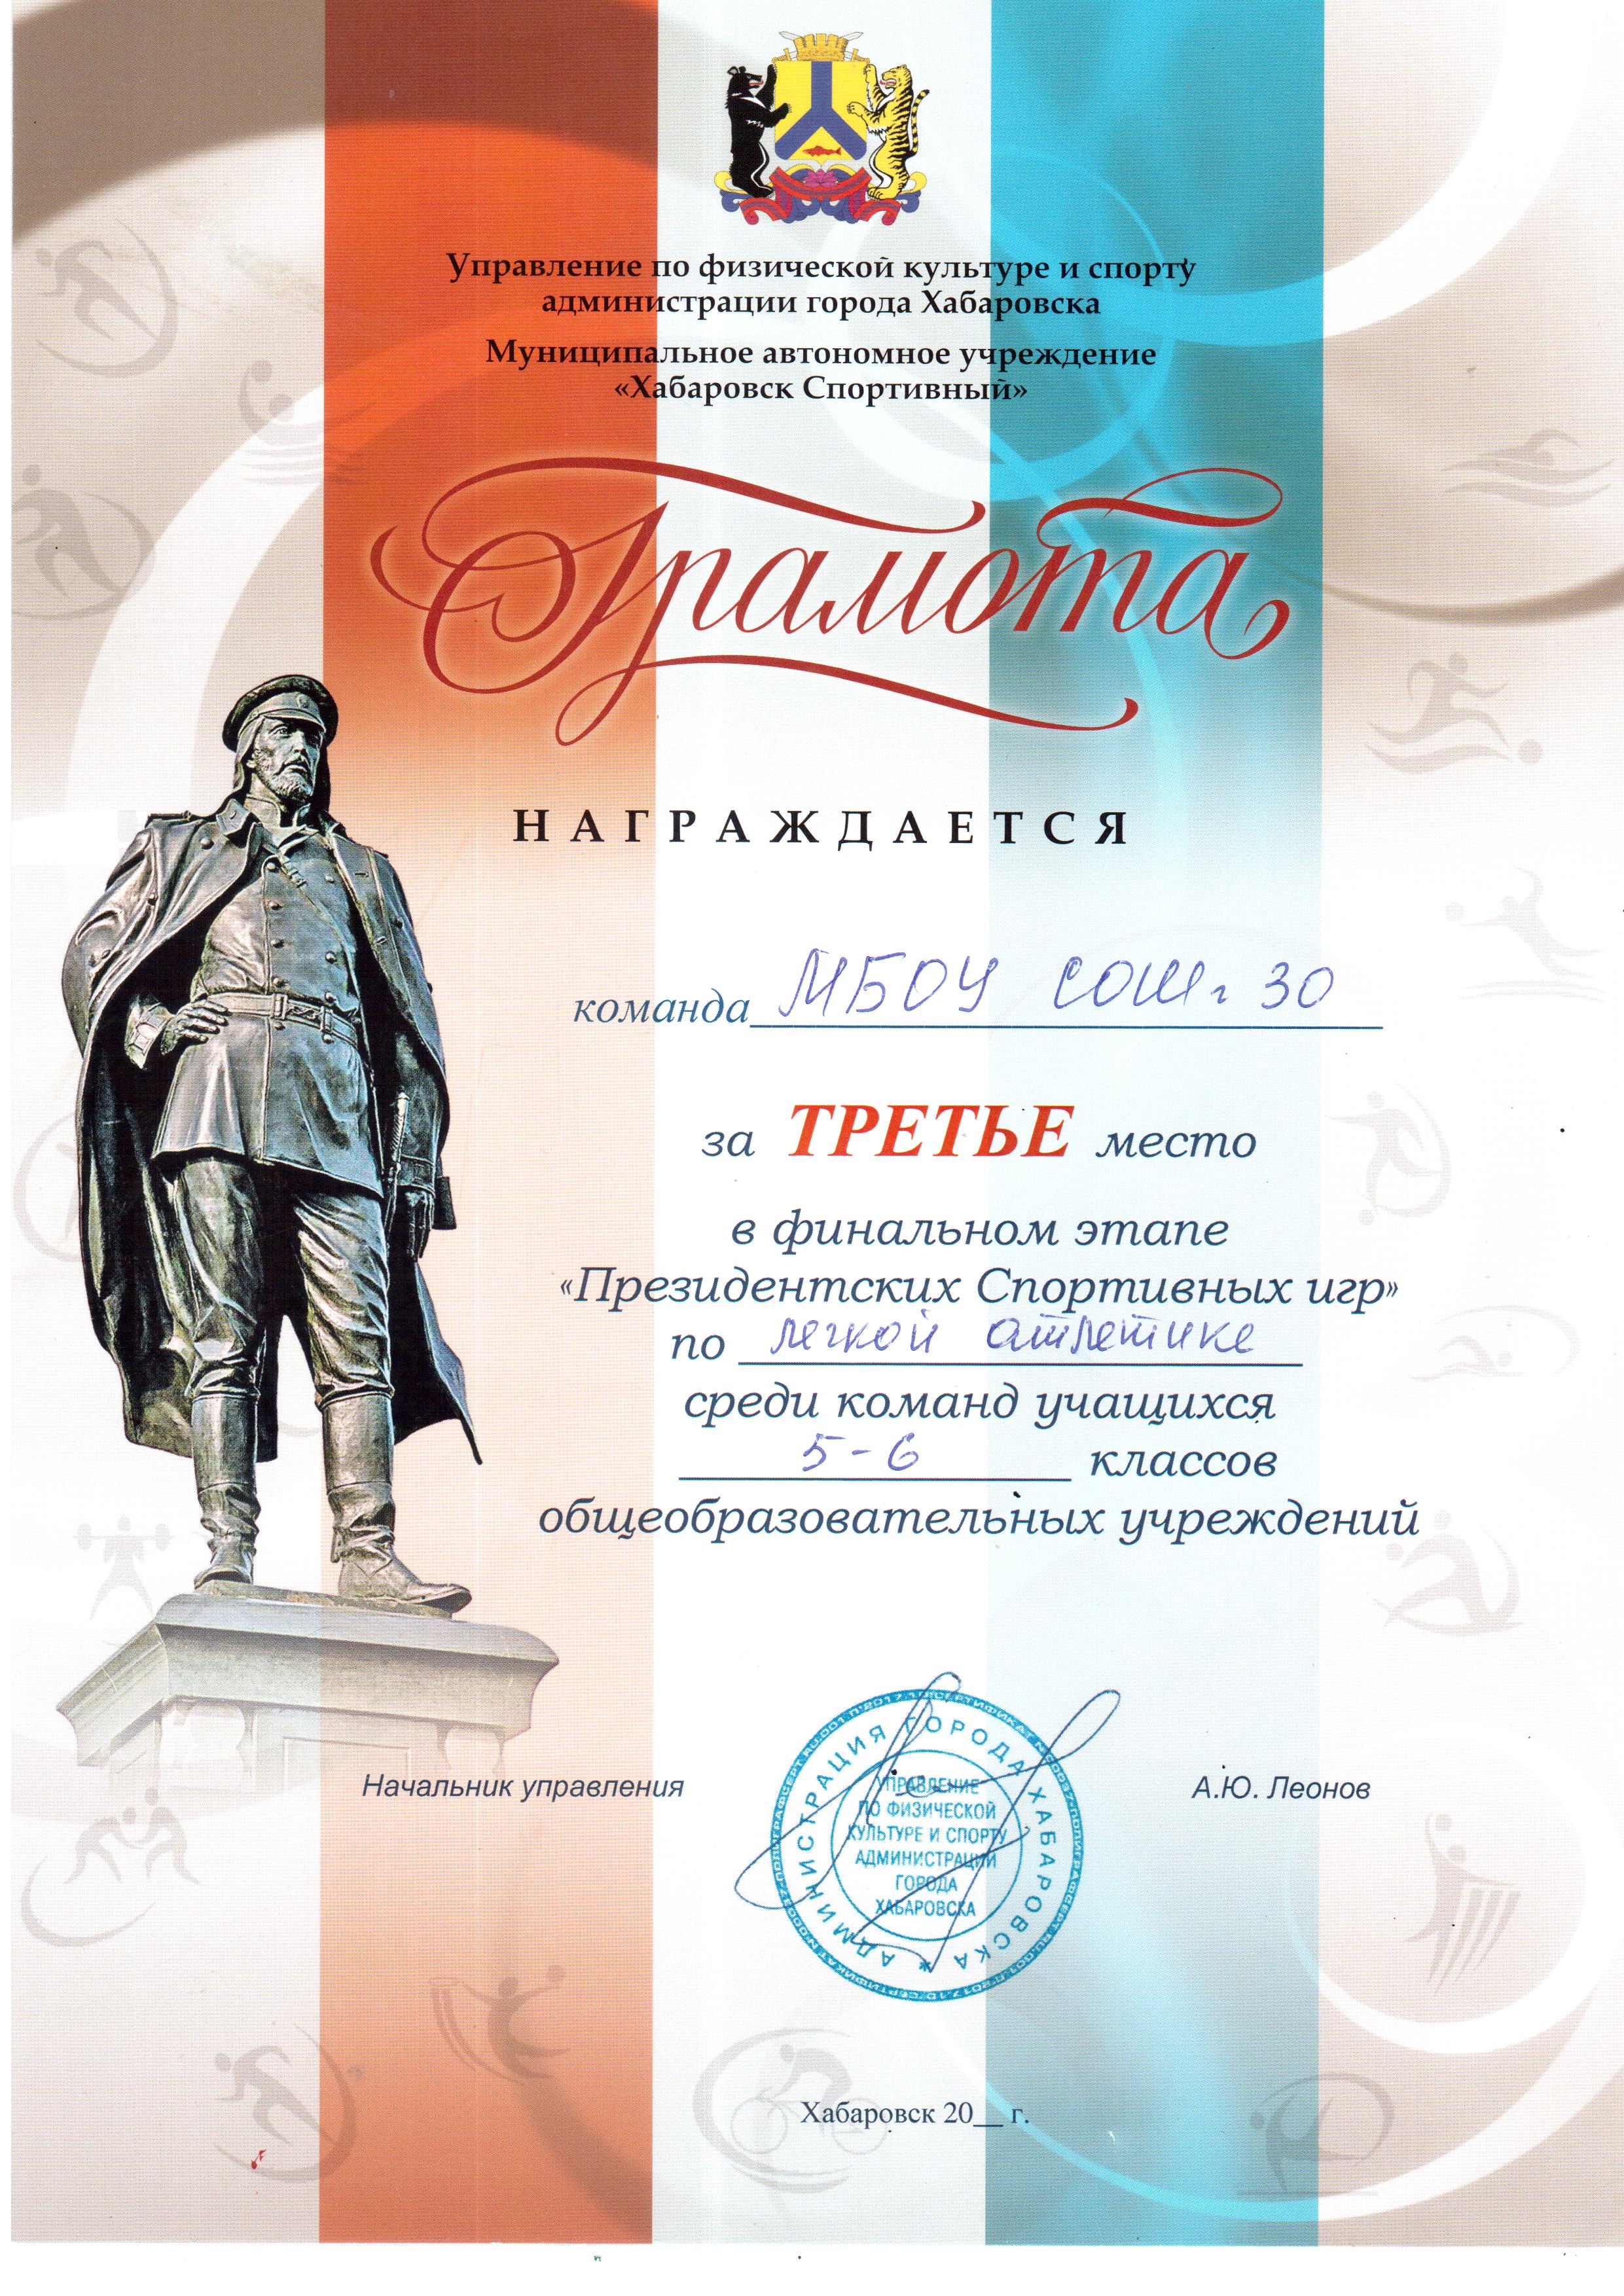 Управление по физической культуре и спорту
администрации города Хабаровска
Муниципальное автономное учреждение
«Хабаровск Спортивный»
Грамота
НАГРАЖДАЕТСЯ
команда МБОУ СОШ 30
за ТРЕТЬЕ место
в финальном этапе
«Президентских Спортивных игр»
по легкой атлетике
среди команд учащихся
5-6 классов
общеобразовательных учреждений
Начальник управления
АДМИНИСТРАЦИЯ ГОРОДА ХАБАРОВСКА
УПРАВЛЕНИЕ
ПО ФИЗИЧЕСКОЙ
КУЛЬТУРЕ И СПОРТУ
АДМИНИСТРАЦИИ
ГОРОДА
ХАБАРОВСКА
А.Ю. Леонов
Хабаровск 20__ г.